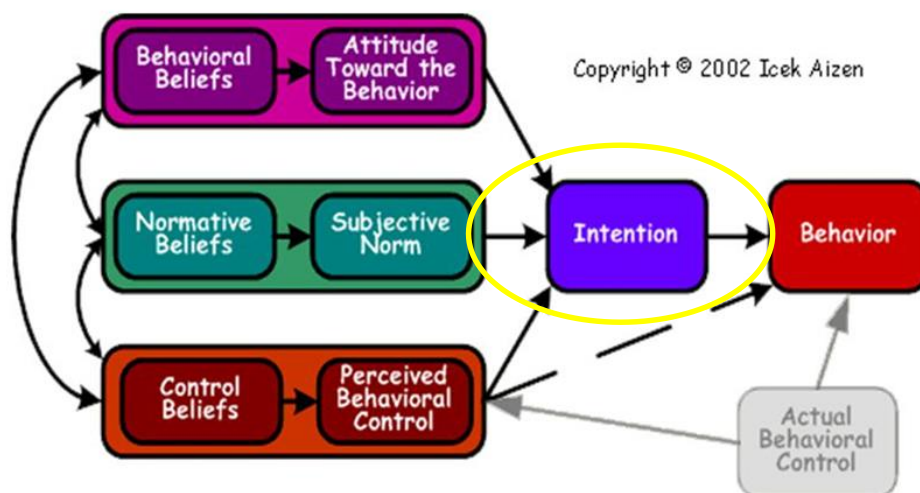 Behavioral
Beliefs
Attitude
Toward the
Behavior
Copyright © 2002 Icek Aizen
Normative
Beliefs
Subjective
Norm
Intention
Behavior
Control
Beliefs
Perceived
Behavioral
Control
Actual
Behavioral
Control